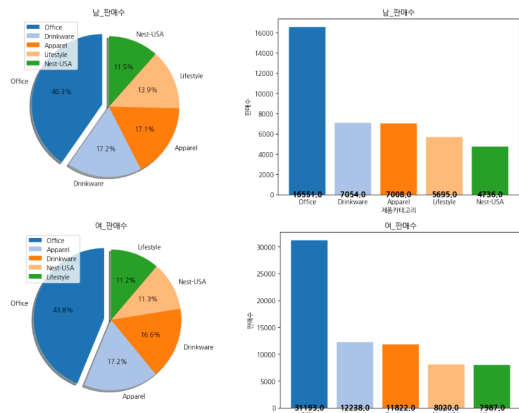 남_판매수
Office
Drinkware
Apparel
Lifestyle
Nest-USA
Office
40.3%
Nest-USA
11.5%
Lifestyle
13.9%
17.1%
Apparel
17.2%
Drinkware
남_판매수
판매수
16000
14000
12000
10000
8000
6000
4000
2000
0
16551,0 7054,0 7008,0 5695,0 4736,0
Office Drinkware Apparel Lifestyle Nest-USA
제품카테고리
여_판매수
Office
Apparel
Drinkware
Nest-USA
Lifestyle
Office
43.8%
Lifestyle
11.2%
Nest-USA
11.3%
16.6%
Drinkware
17.2%
Apparel
여_판매수
판매수
30000
25000
20000
15000
10000
5000
0
31193,0 12238,0 11822,0 8020,0 7987,0